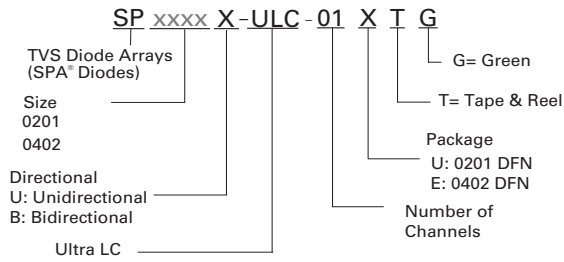 SP xxxx X-ULC-01 X T G
TVS Diode Arrays
(SPA® Diodes)
G= Green
Size
0201
0402
T= Tape & Reel
Package
U: 0201 DFN
E: 0402 DFN
Directional
U: Unidirectional
B: Bidirectional
Number of
Channels
Ultra LC